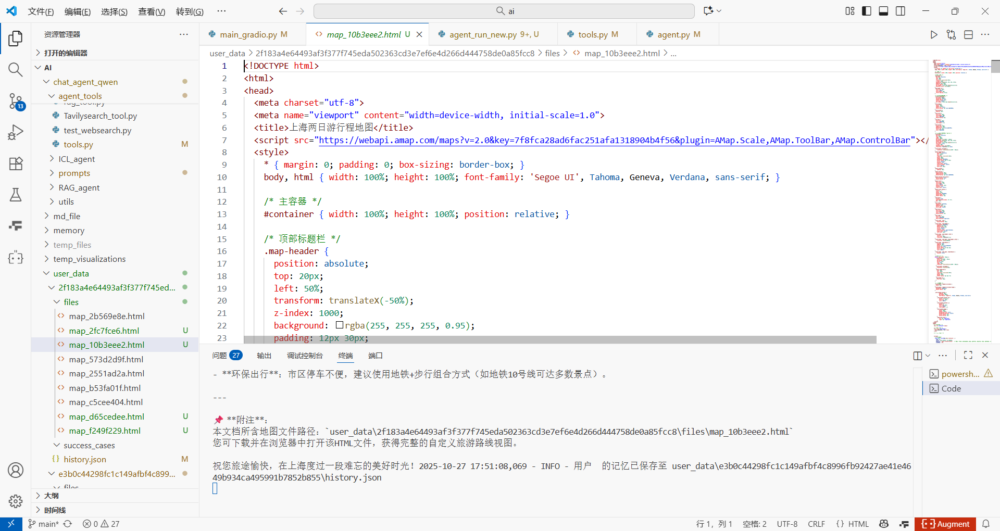 文件(F) 编辑(E) 选择(S) 查看(V) 转到(G) ··· ai
资源管理器 ···
打开的编辑器
AI
chat_agent_qwen
agent_tools
rag_tool.py
Tavilysearch_tool.py
test_websearch.py
tools.py M
ICL_agent
prompts
RAG_agent
utils
md_file
memory
temp_files
temp_visualizations
user_data
2f183a4e64493af3f377f745ed...
files
map_2b569e8e.html
map_2fc7fce6.html U
map_10b3eee2.html U
map_573d2d9f.html
map_2551ad2a.html
map_b53fa01f.html
map_c5cee404.html
map_d65cedee.html U
map_f249f229.html U
success_cases
history.json M
e3b0c44298fc1c149afbf4c899...
files
大纲
时间线
13
main_gradio.py M map_10b3eee2.html U agent_run_new.py 9+, U tools.py M agent.py M
user_data > 2f183a4e64493af3f377f745eda502363cd3e7ef6e4d266d444758de0a85fcc8 > files > map_10b3eee2.html > ...
1 <!DOCTYPE html>
2 <html>
3 <head>
4 <meta charset="utf-8">
5 <meta name="viewport" content="width=device-width, initial-scale=1.0">
6 <title>上海两日游行程地图</title>
7 <script src="https://webapi.amap.com/maps?v=2.0&key=7f8fca28ad6fac251afa1318904b4f56&plugin=AMap.Scale,AMap.ToolBar,AMap.ControlBar"></
8 <style>
9 * { margin: 0; padding: 0; box-sizing: border-box; }
10 body, html { width: 100%; height: 100%; font-family: 'Segoe UI', Tahoma, Geneva, Verdana, sans-serif; }
11
12 /* 主容器 */
13 #container { width: 100%; height: 100%; position: relative; }
14
15 /* 顶部标题栏 */
16 .map-header {
17 position: absolute;
18 top: 20px;
19 left: 50%;
20 transform: translateX(-50%);
21 z-index: 1000;
22 background: rgba(255, 255, 255, 0.95);
23 padding: 12px 30px;
问题 27 输出 调试控制台 终端 端口
- **环保出行**: 市区停车不便，建议使用地铁+步行组合方式（如地铁10号线可达多数景点）。
---
📌 **附注**:
本文档所含地图文件路径：`user_data\2f183a4e64493af3f377f745eda502363cd3e7ef6e4d266d444758de0a85fcc8\files\map_10b3eee2.html`
您可下载并在浏览器中打开该HTML文件，获得完整的自定义旅游路线视图。
祝您旅途愉快，在上海度过一段难忘的美好时光！2025-10-27 17:51:08,069 - INFO - 用户 的记忆已保存至 user_data\e3b0c44298fc1c149afbf4c8996fb92427ae41e46
49b934ca495991b7852b855\history.json
powersh...
Code
main* 0 27 行 1，列 1 空格: 2 UTF-8 CRLF {} HTML Augment